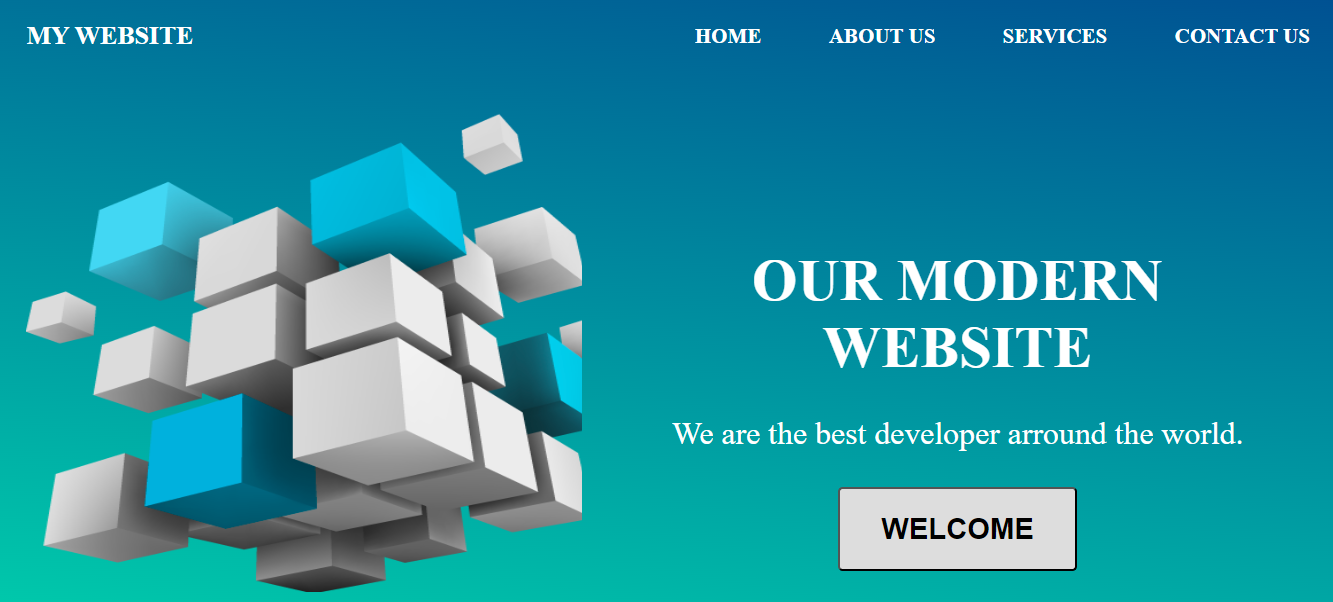 MY WEBSITE
HOME ABOUT US SERVICES CONTACT US
OUR MODERN
WEBSITE
We are the best developer arround the world.
WELCOME